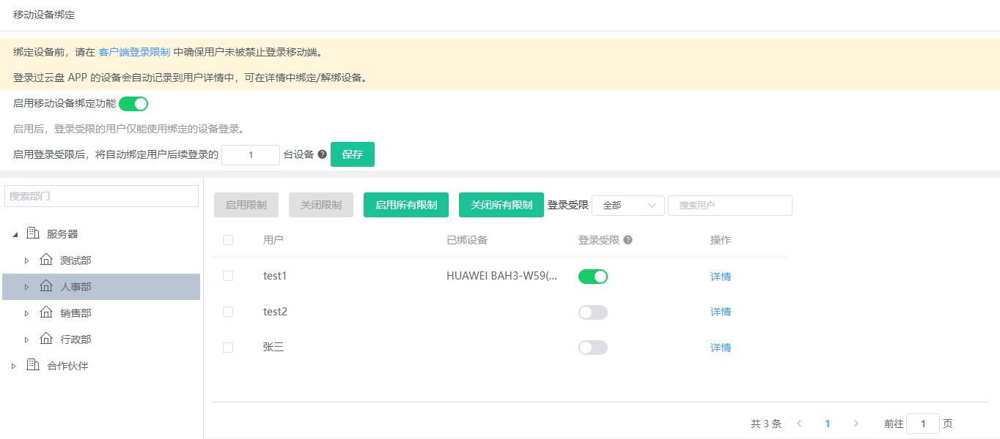 移动设备绑定
绑定设备前，请在 客户端登录限制 中确保用户未被禁止登录移动端。
登录过云盘 APP 的设备会自动记录到用户详情中，可在详情中绑定/解绑设备。
启用移动设备绑定功能
启用后，登录受限的用户仅能使用绑定的设备登录。
启用登录受限后，将自动绑定用户后续登录的 1 台设备 ? 保存
搜索部门
服务器
测试部
人事部
销售部
行政部
合作伙伴
启用限制 关闭限制 启用所有限制 关闭所有限制 登录受限 全部 搜索用户
用户 已绑设备 登录受限 ? 操作
test1 HUAWEI BAH3-W59(... 详情
test2 详情
张三 详情
共 3 条 < 1 > 前往 1 页